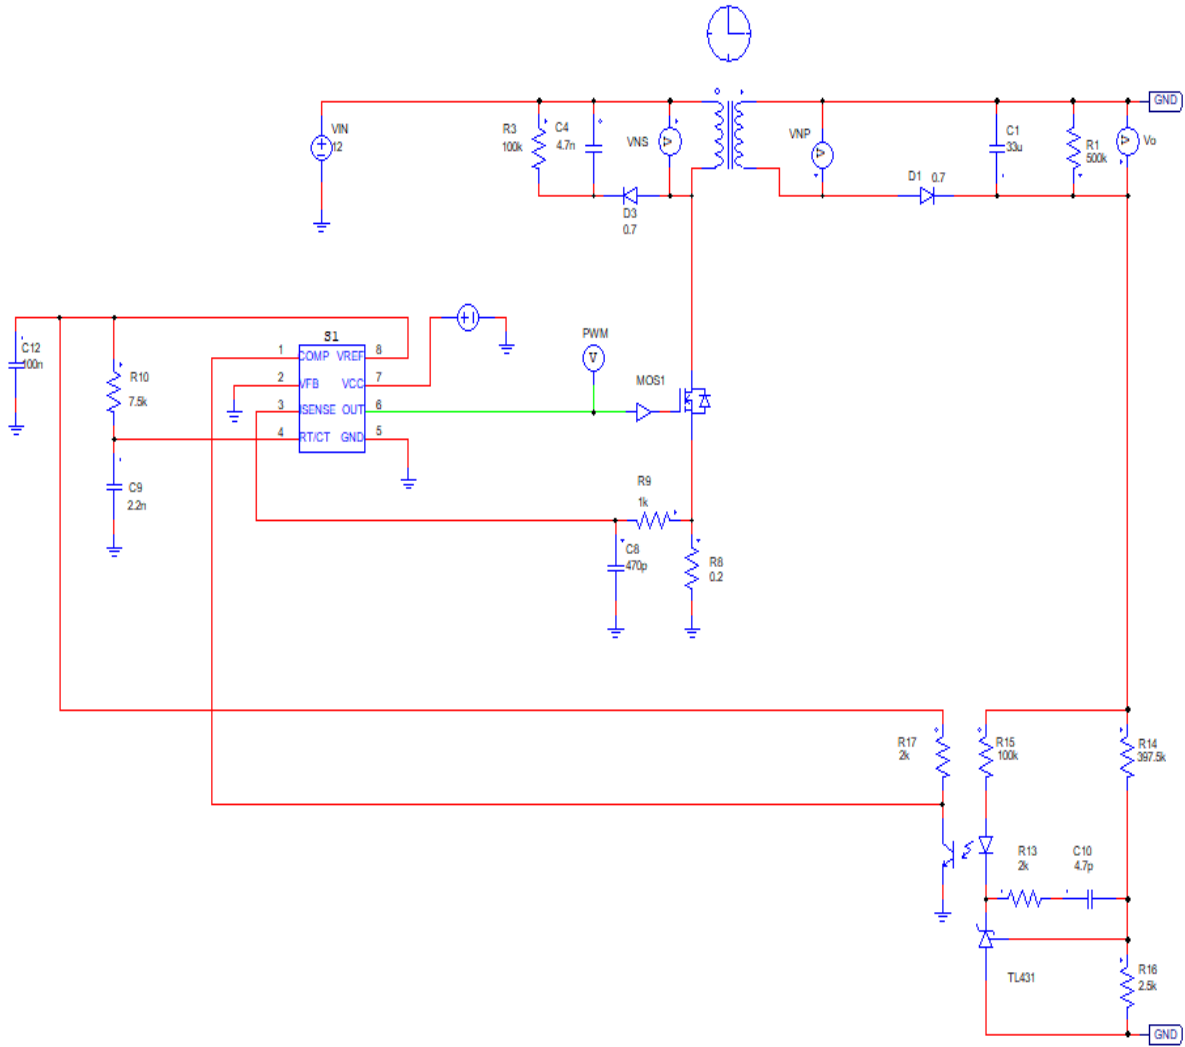 GND
VIN
12
R3
100k
C4
4.7n
VNS
VNP
C1
33u
R1
500k
Vo
D1 0.7
D3
0.7
C12
100n
R10
7.5k
C9
2.2n
S1
1 COMP VREF 8
2 VFB VCC 7
3 ISENSE OUT 6
4 RT/CT GND 5
PWM
V
MOS1
R9
1k
C8
470p
R8
0.2
R17
2k
R15
100k
R14
397.5k
R13
2k
C10
4.7p
TL431
R16
2.5k
GND